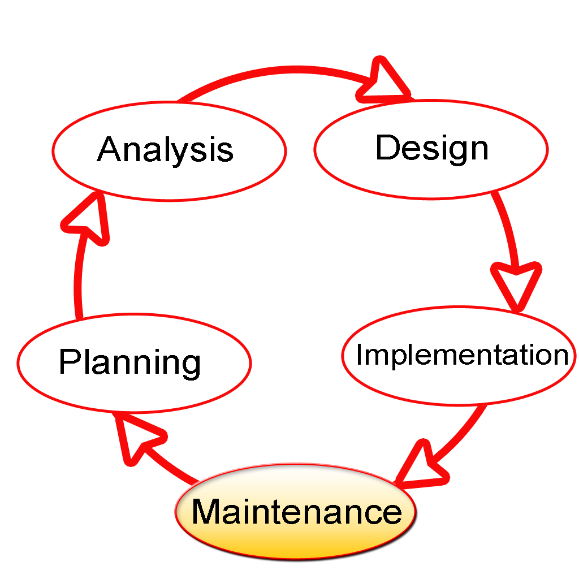 Analysis
Design
Planning
Implementation
Maintenance